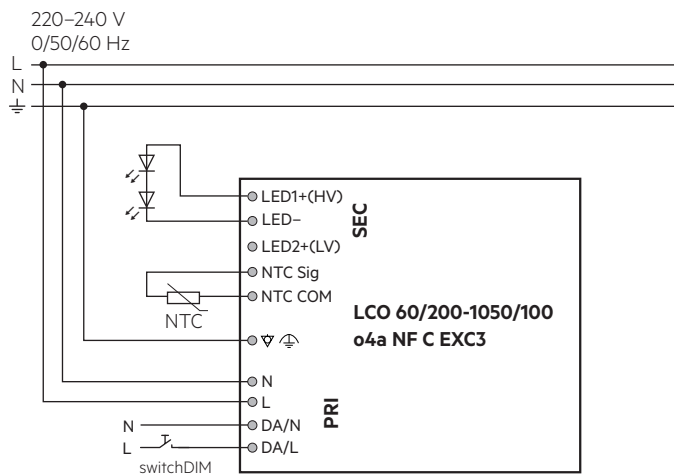 220–240 V
0/50/60 Hz
L
N
LED1+(HV)
LED–
SEC
LED2+(LV)
NTC Sig
NTC COM
NTC
LCO 60/200-1050/100
o4a NF C EXC3
N
L
PRI
N
DA/N
L
DA/L
switchDIM